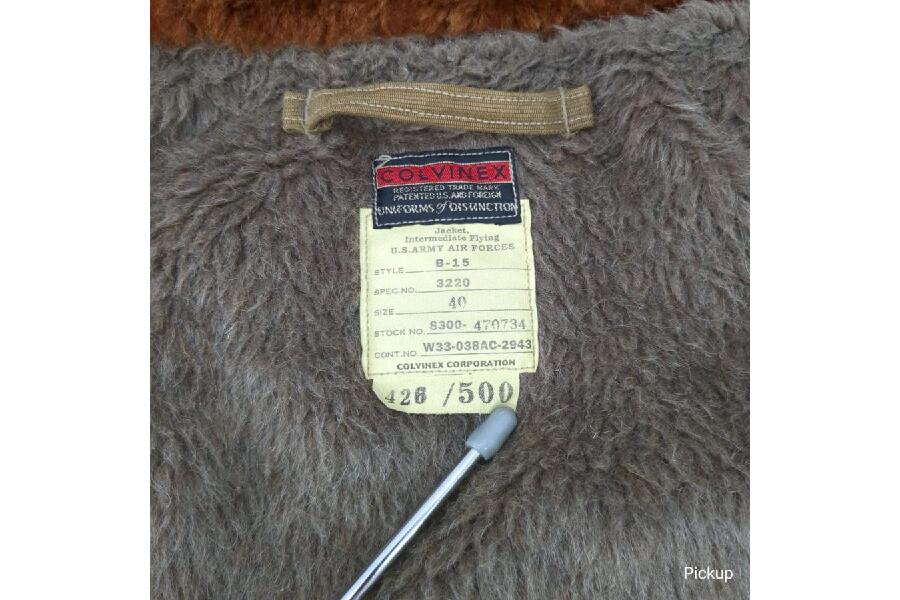 COLVINEX
REGISTERED TRADE MARK
PATENTED U.S. AND FOREIGN
UNIFORMS of DISTINCTION
Jacket,
Intermediate Flying
U.S. ARMY AIR FORCES
STYLE B-15
SPEC. NO. 3220
SIZE 40
STOCK NO. 8300- 470734
CONT. NO. W33-038AC-2943
COLVINEX CORPORATION
426 /500
Pickup